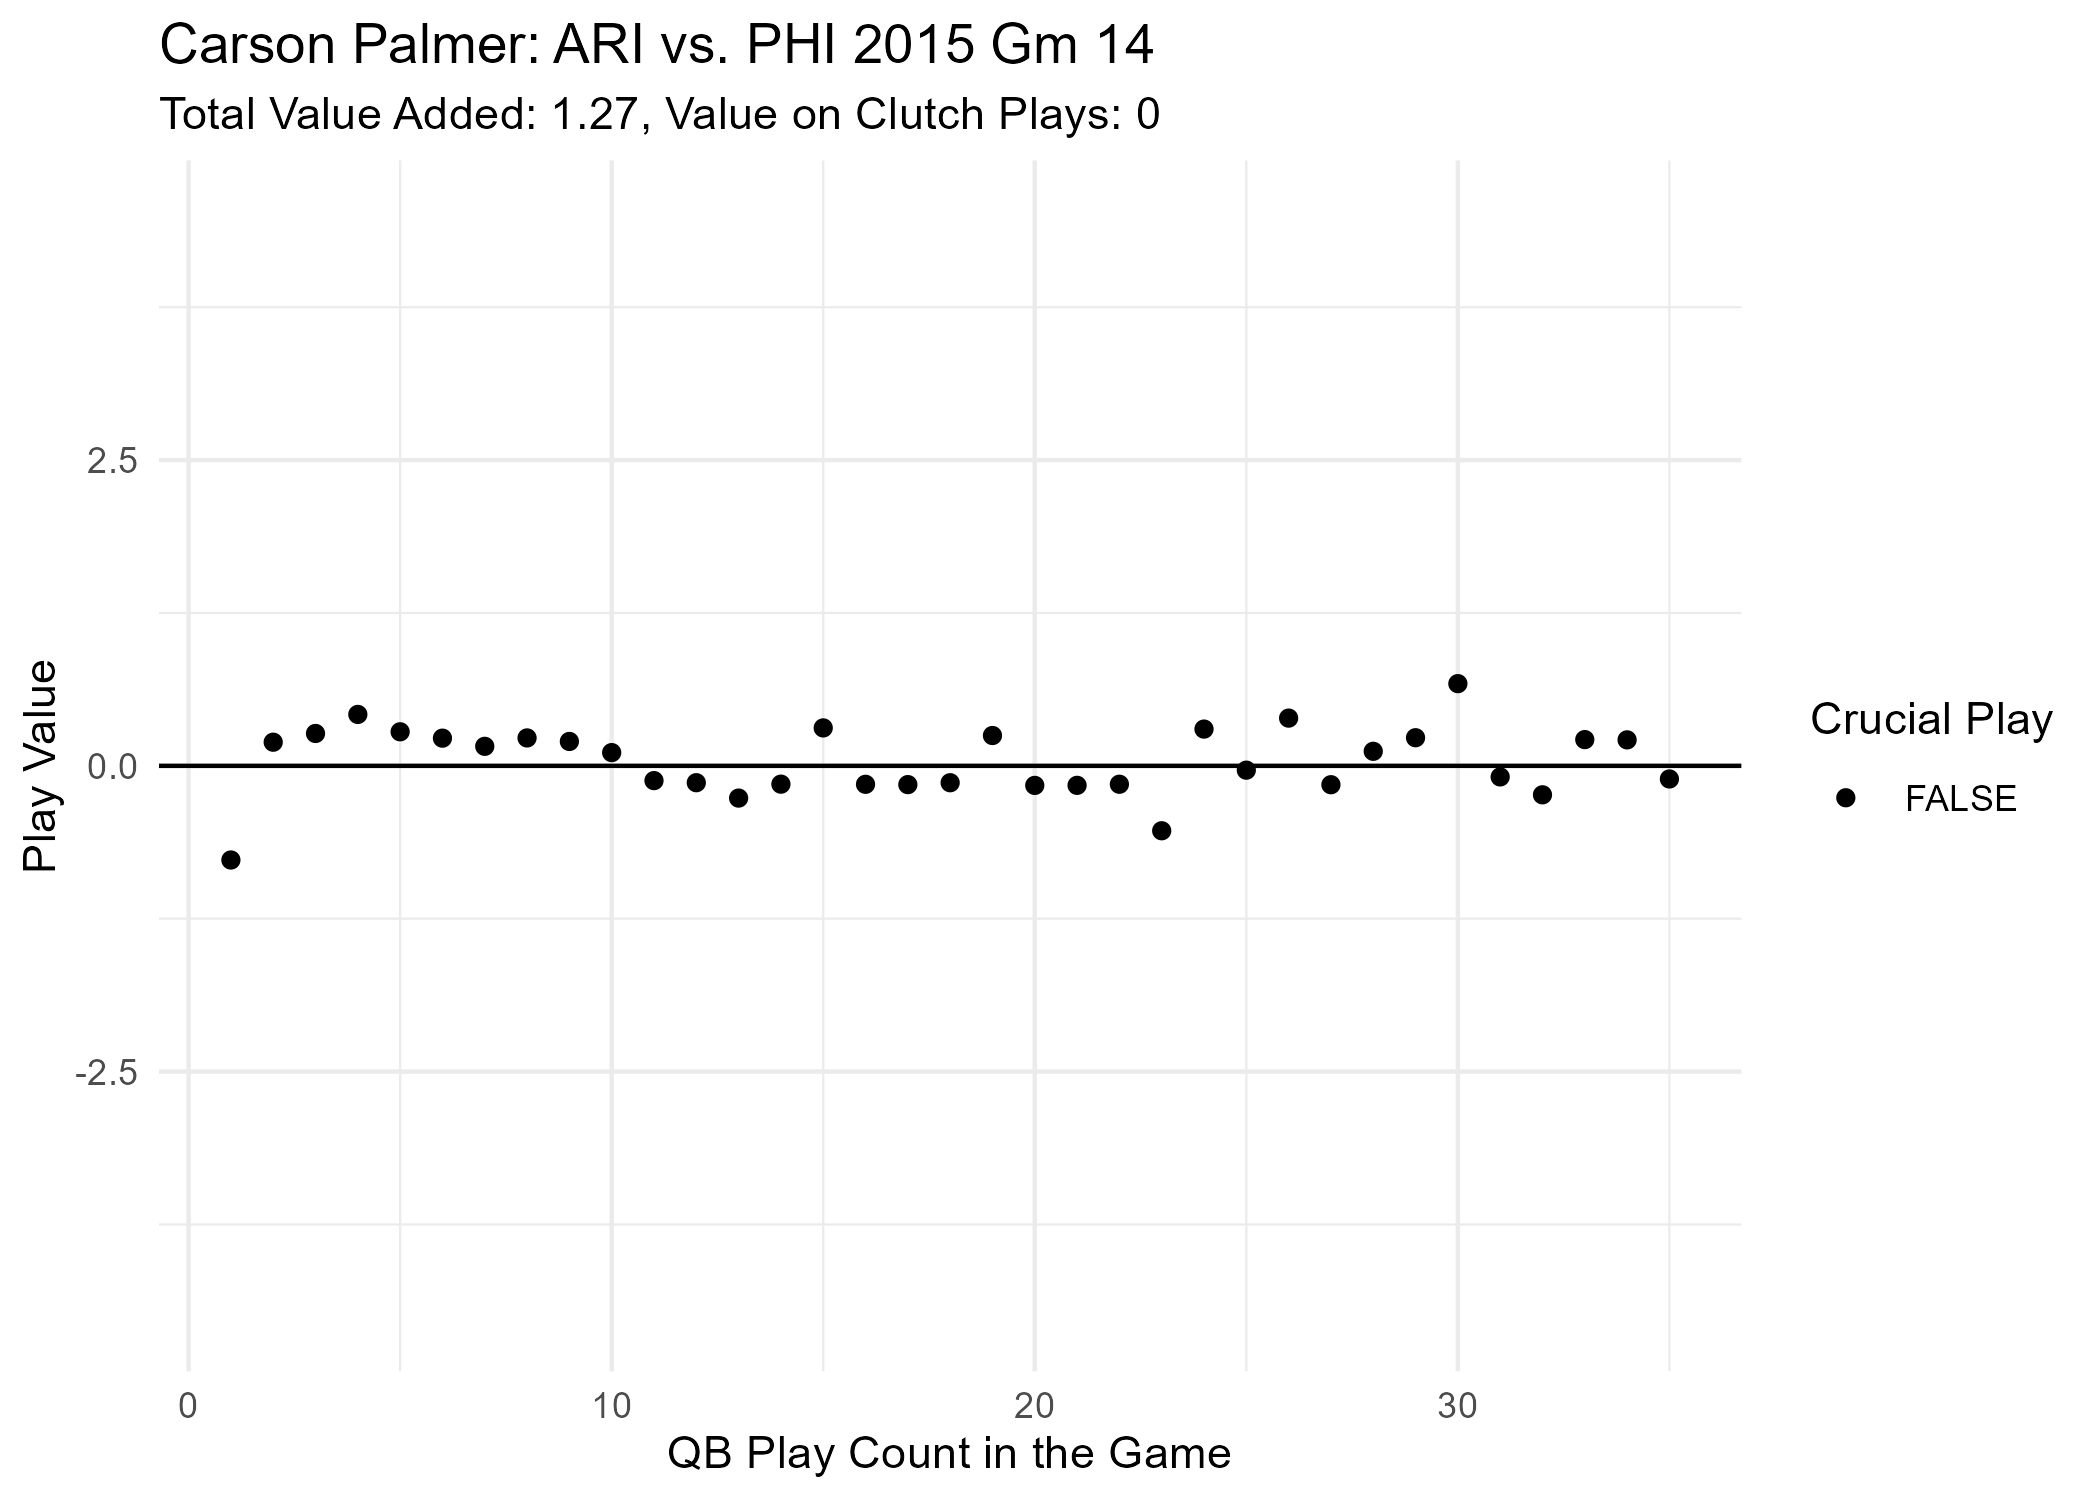 Carson Palmer: ARI vs. PHI 2015 Gm 14
Total Value Added: 1.27, Value on Clutch Plays: 0
Play Value
2.5
0.0
-2.5
0
10
20
30
QB Play Count in the Game
Crucial Play
FALSE